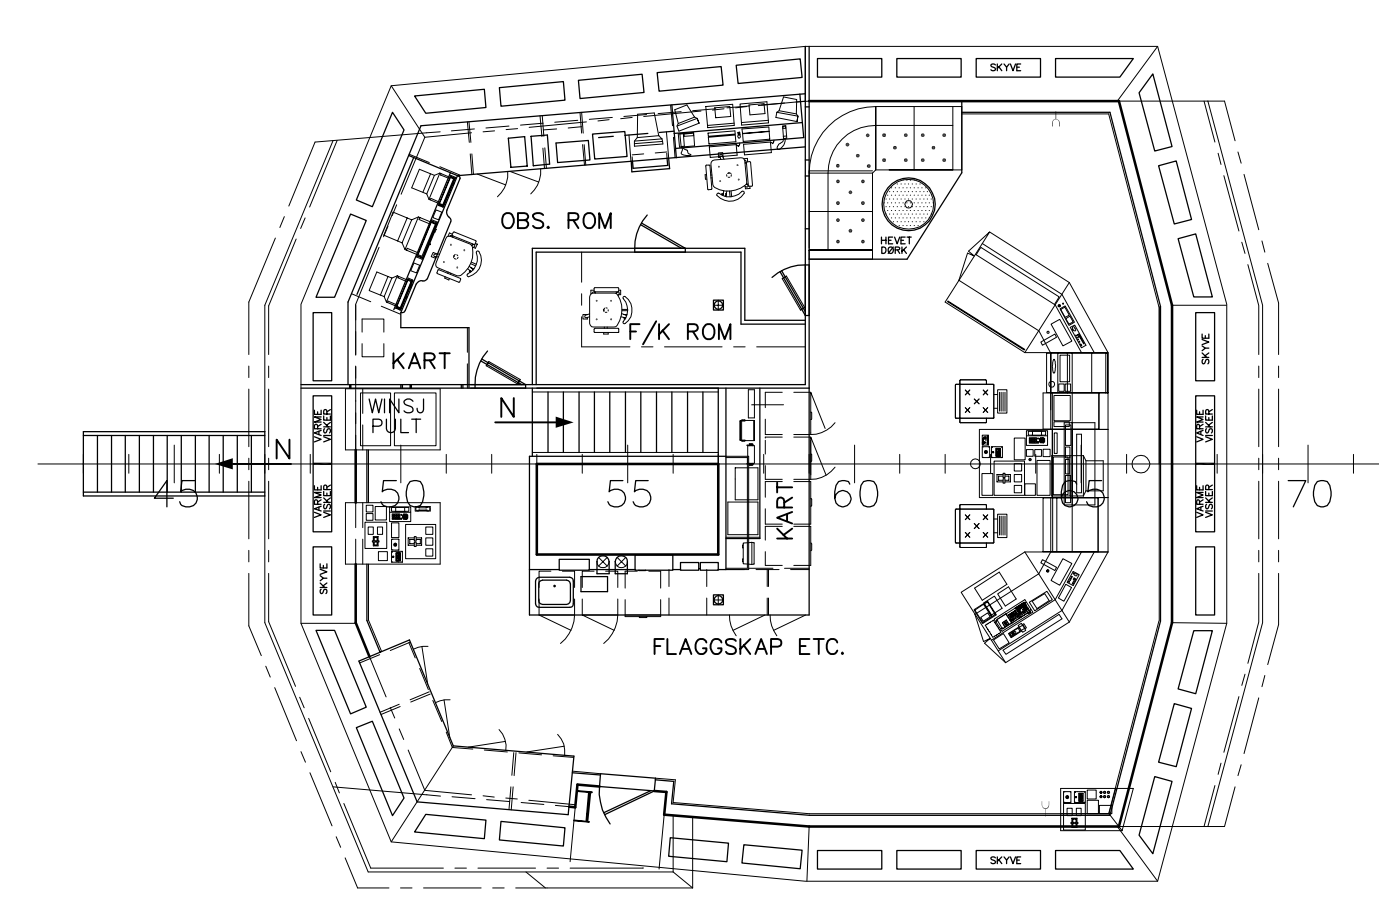 SKYVE
OBS. ROM
HEVET
DØRK
F/K ROM
KART
SKYVE
WINSJ
PULT
N
VARME
VISKER
VARME
VISKER
N
45
50
55
60
65
70
VARME
VISKER
VARME
VISKER
KART
SKYVE
FLAGGSKAP ETC.
SKYVE